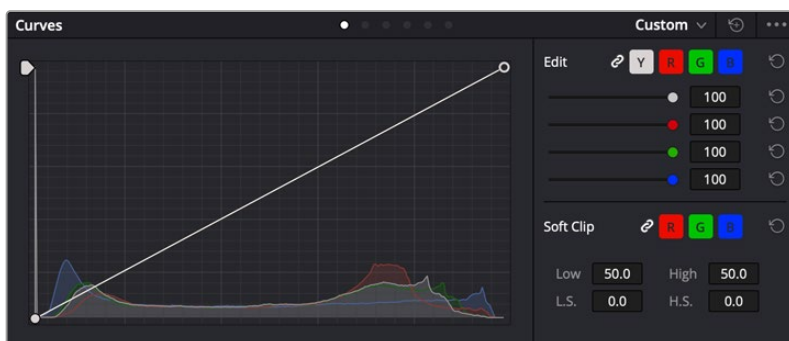 Curves Custom
Edit Y R G B
100
100
100
100
Soft Clip R G B
Low 50.0 High 50.0
L.S. 0.0 H.S. 0.0